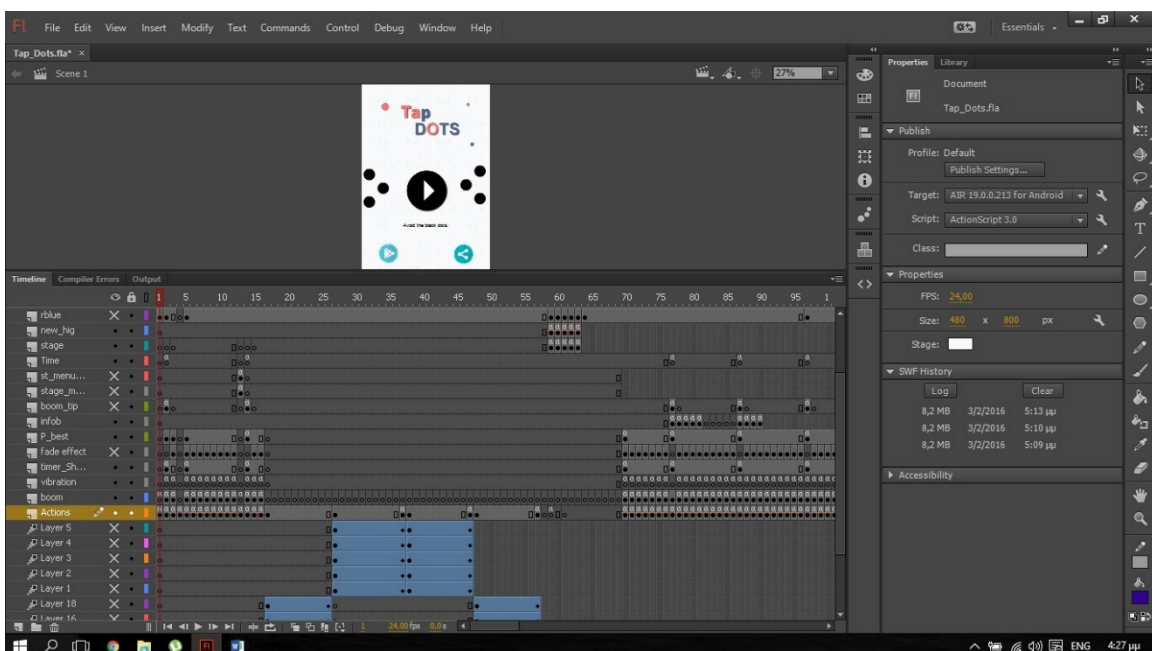 Fl File Edit View Insert Modify Text Commands Control Debug Window Help Essentials
Tap_Dots.fla* ×
Scene 1 27%
Tap
DOTS
Avoid the black dots.
Properties Library
Document
Fl
Tap_Dots.fla
Publish
Profile: Default
Publish Settings...
Target: AIR 19.0.0.213 for Android
Script: ActionScript 3.0
Class:
Properties
FPS: 24,00
Size: 480 x 800 px
Stage:
SWF History
Log Clear
8,2 MB 3/2/2016 5:13 μμ
8,2 MB 3/2/2016 5:10 μμ
8,2 MB 3/2/2016 5:09 μμ
Accessibility
Timeline Compiler Errors Output
1 5 10 15 20 25 30 35 40 45 50 55 60 65 70 75 80 85 90 95 1
rblue
new_hig
stage
Time
st_menu...
stage_m...
boom_tip
infob
P_best
fade effect
timer_Sh...
vibration
boom
Actions
Layer 5
Layer 4
Layer 3
Layer 2
Layer 1
Layer 18
Layer 16
1 24.00 fps 0.0 s
ENG 4:27 μμ